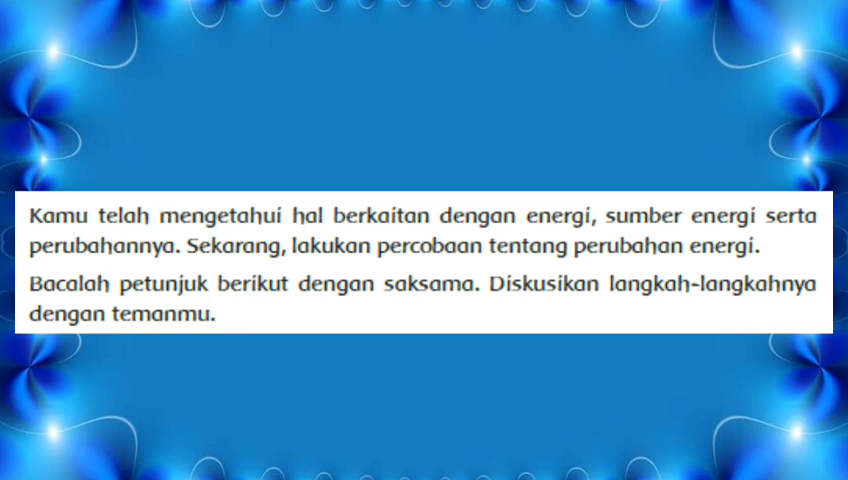 Kamu telah mengetahui hal berkaitan dengan energi, sumber energi serta
perubahannya. Sekarang, lakukan percobaan tentang perubahan energi.
Bacalah petunjuk berikut dengan saksama. Diskusikan langkah-langkahnya
dengan temanmu.